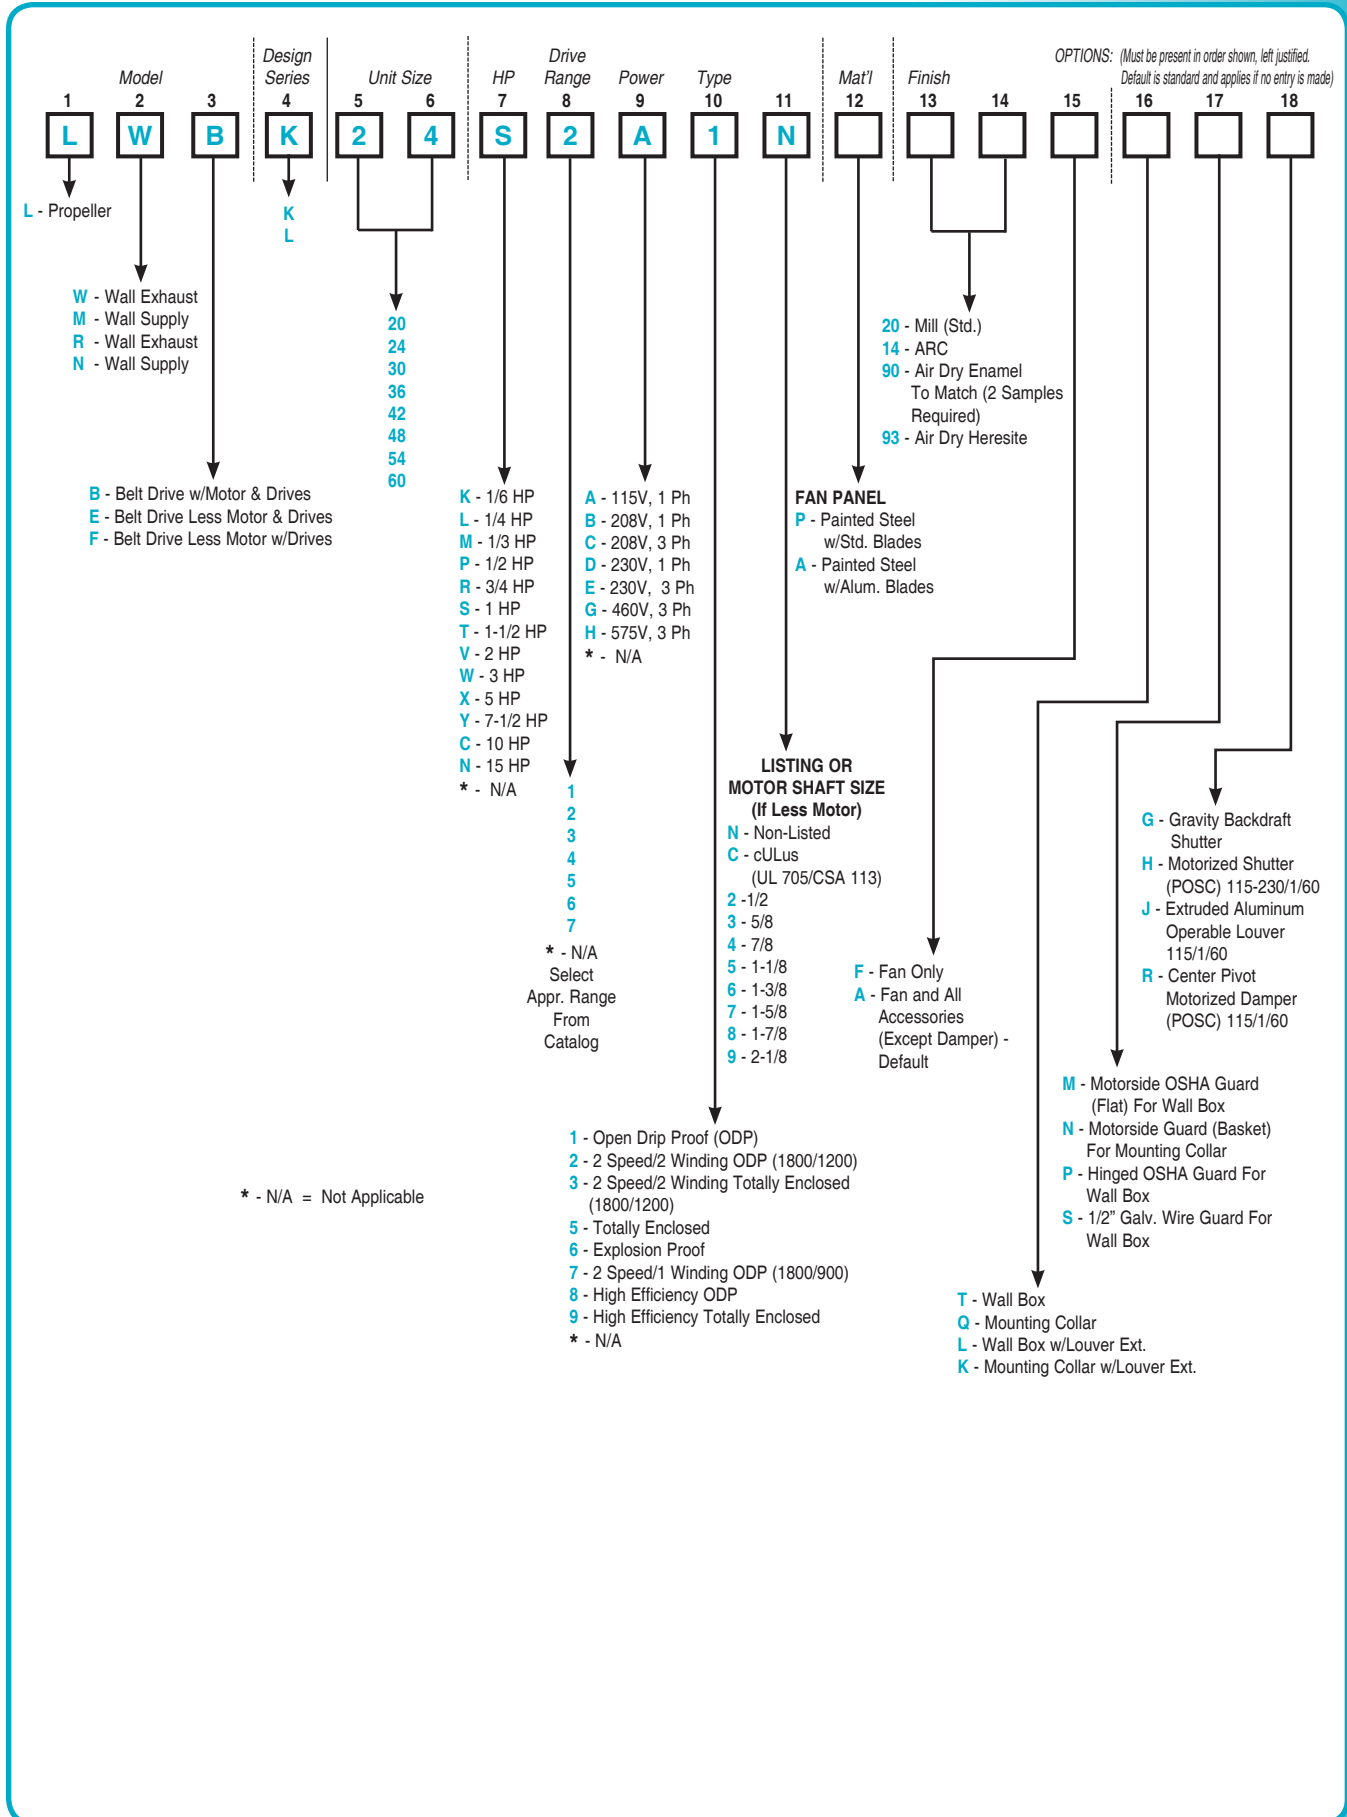 Design
Drive
OPTIONS: (Must be present in order shown, left justified.
Model
Series
Unit Size
HP
Range
Power
Type
Mat'l
Finish
Default is standard and applies if no entry is made)
1 2 3 4 5 6 7 8 9 10 11 12 13 14 15 16 17 18
L W B K 2 4 S 2 A 1 N
L - Propeller
K
L
W - Wall Exhaust
M - Wall Supply
R - Wall Exhaust
N - Wall Supply
20
24
30
36
42
48
54
60
20 - Mill (Std.)
14 - ARC
90 - Air Dry Enamel
To Match (2 Samples
Required)
93 - Air Dry Heresite
B - Belt Drive w/Motor & Drives
E - Belt Drive Less Motor & Drives
F - Belt Drive Less Motor w/Drives
K - 1/6 HP
L - 1/4 HP
M - 1/3 HP
P - 1/2 HP
R - 3/4 HP
S - 1 HP
T - 1-1/2 HP
V - 2 HP
W - 3 HP
X - 5 HP
Y - 7-1/2 HP
C - 10 HP
N - 15 HP
* - N/A
A - 115V, 1 Ph
B - 208V, 1 Ph
C - 208V, 3 Ph
D - 230V, 1 Ph
E - 230V, 3 Ph
G - 460V, 3 Ph
H - 575V, 3 Ph
* - N/A
FAN PANEL
P - Painted Steel
w/Std. Blades
A - Painted Steel
w/Alum. Blades
1
2
3
4
5
6
7
* - N/A
Select
Appr. Range
From
Catalog
LISTING OR
MOTOR SHAFT SIZE
(If Less Motor)
N - Non-Listed
C - cULus
(UL 705/CSA 113)
2 -1/2
3 - 5/8
4 - 7/8
5 - 1-1/8
6 - 1-3/8
7 - 1-5/8
8 - 1-7/8
9 - 2-1/8
G - Gravity Backdraft
Shutter
H - Motorized Shutter
(POSC) 115-230/1/60
J - Extruded Aluminum
Operable Louver
115/1/60
R - Center Pivot
Motorized Damper
(POSC) 115/1/60
F - Fan Only
A - Fan and All
Accessories
(Except Damper) -
Default
M - Motorside OSHA Guard
(Flat) For Wall Box
N - Motorside Guard (Basket)
For Mounting Collar
P - Hinged OSHA Guard For
Wall Box
S - 1/2” Galv. Wire Guard For
Wall Box
1 - Open Drip Proof (ODP)
2 - 2 Speed/2 Winding ODP (1800/1200)
3 - 2 Speed/2 Winding Totally Enclosed
(1800/1200)
5 - Totally Enclosed
6 - Explosion Proof
7 - 2 Speed/1 Winding ODP (1800/900)
8 - High Efficiency ODP
9 - High Efficiency Totally Enclosed
* - N/A
* - N/A = Not Applicable
T - Wall Box
Q - Mounting Collar
L - Wall Box w/Louver Ext.
K - Mounting Collar w/Louver Ext.